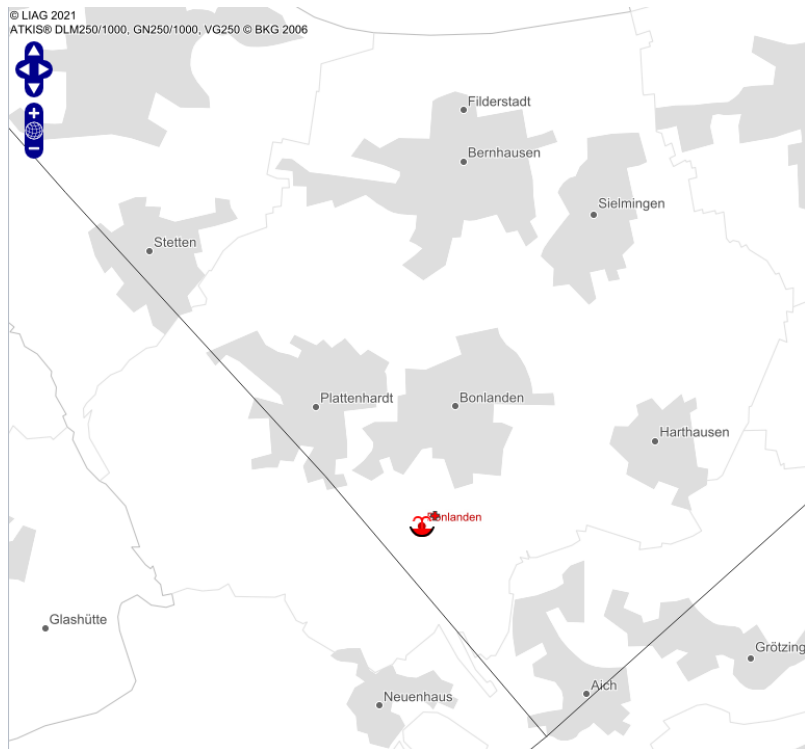 © LIAG 2021
ATKIS® DLM250/1000, GN250/1000, VG250 © BKG 2006
+
−
Filderstadt
Bernhausen
Sielmingen
Stetten
Plattenhardt
Bonlanden
Harthausen
Bonlanden
Glashütte
Grötzing
Aich
Neuenhaus